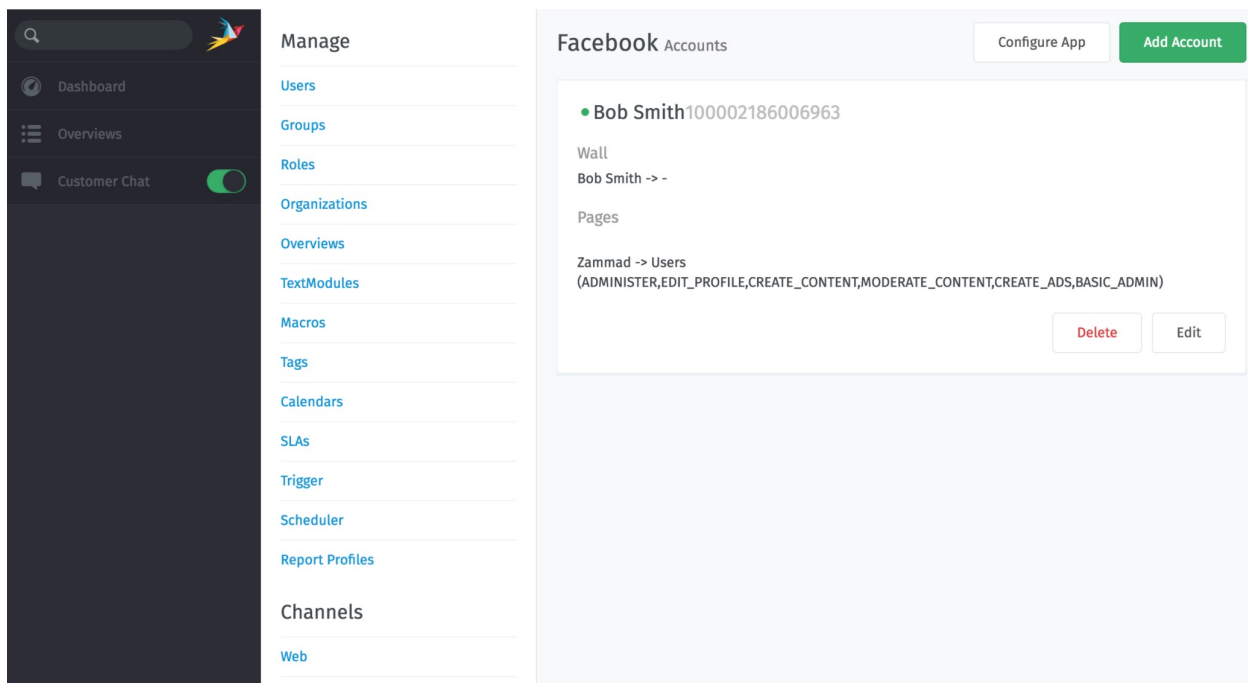 Dashboard
Overviews
Customer Chat
Manage
Users
Groups
Roles
Organizations
Overviews
TextModules
Macros
Tags
Calendars
SLAs
Trigger
Scheduler
Report Profiles
Channels
Web
Facebook Accounts
Configure App
Add Account
Bob Smith100002186006963
Wall
Bob Smith -> -
Pages
Zammad -> Users
(ADMINISTER,EDIT_PROFILE,CREATE_CONTENT,MODERATE_CONTENT,CREATE_ADS,BASIC_ADMIN)
Delete
Edit